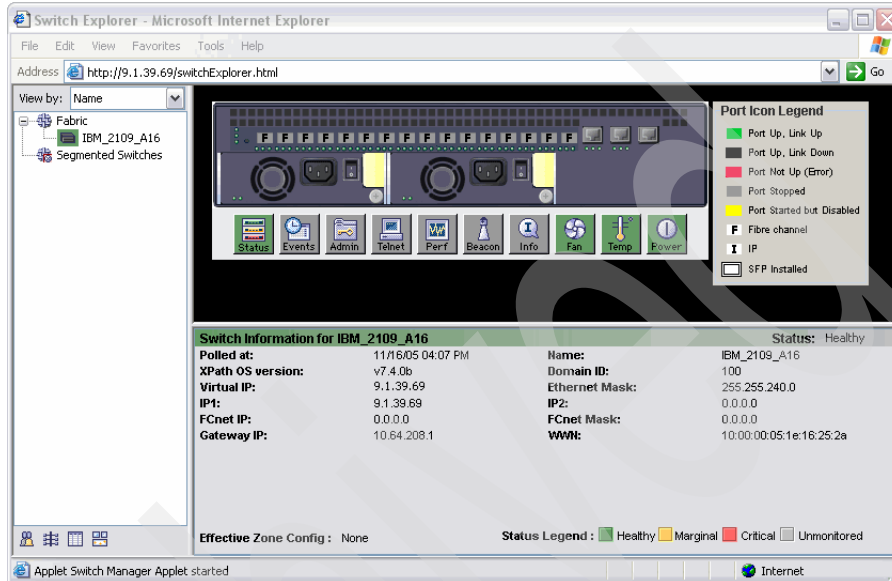 Switch Explorer - Microsoft Internet Explorer
File Edit View Favorites Tools Help
Address http://9.1.39.69/switchExplorer.html Go
View by: Name
Fabric
IBM_2109_A16
Segmented Switches
F F F F F F F F F F F F F F F F
Status Events Admin Telnet Perf Beacon Info Fan Temp Power
Port Icon Legend
Port Up, Link Up
Port Up, Link Down
Port Not Up (Error)
Port Stopped
Port Started but Disabled
F Fibre channel
I IP
SFP Installed
Switch Information for IBM_2109_A16 Status: Healthy
Polled at: 11/16/05 04:07 PM Name: IBM_2109_A16
XPath OS version: v7.4.0b Domain ID: 100
Virtual IP: 9.1.39.69 Ethernet Mask: 255.255.240.0
IP1: 9.1.39.69 IP2: 0.0.0.0
FCnet IP: 0.0.0.0 FCnet Mask: 0.0.0.0
Gateway IP: 10.64.208.1 WWN: 10:00:00:05:1e:16:25:2a
Effective Zone Config : None Status Legend : Healthy Marginal Critical Unmonitored
Applet Switch Manager Applet started Internet